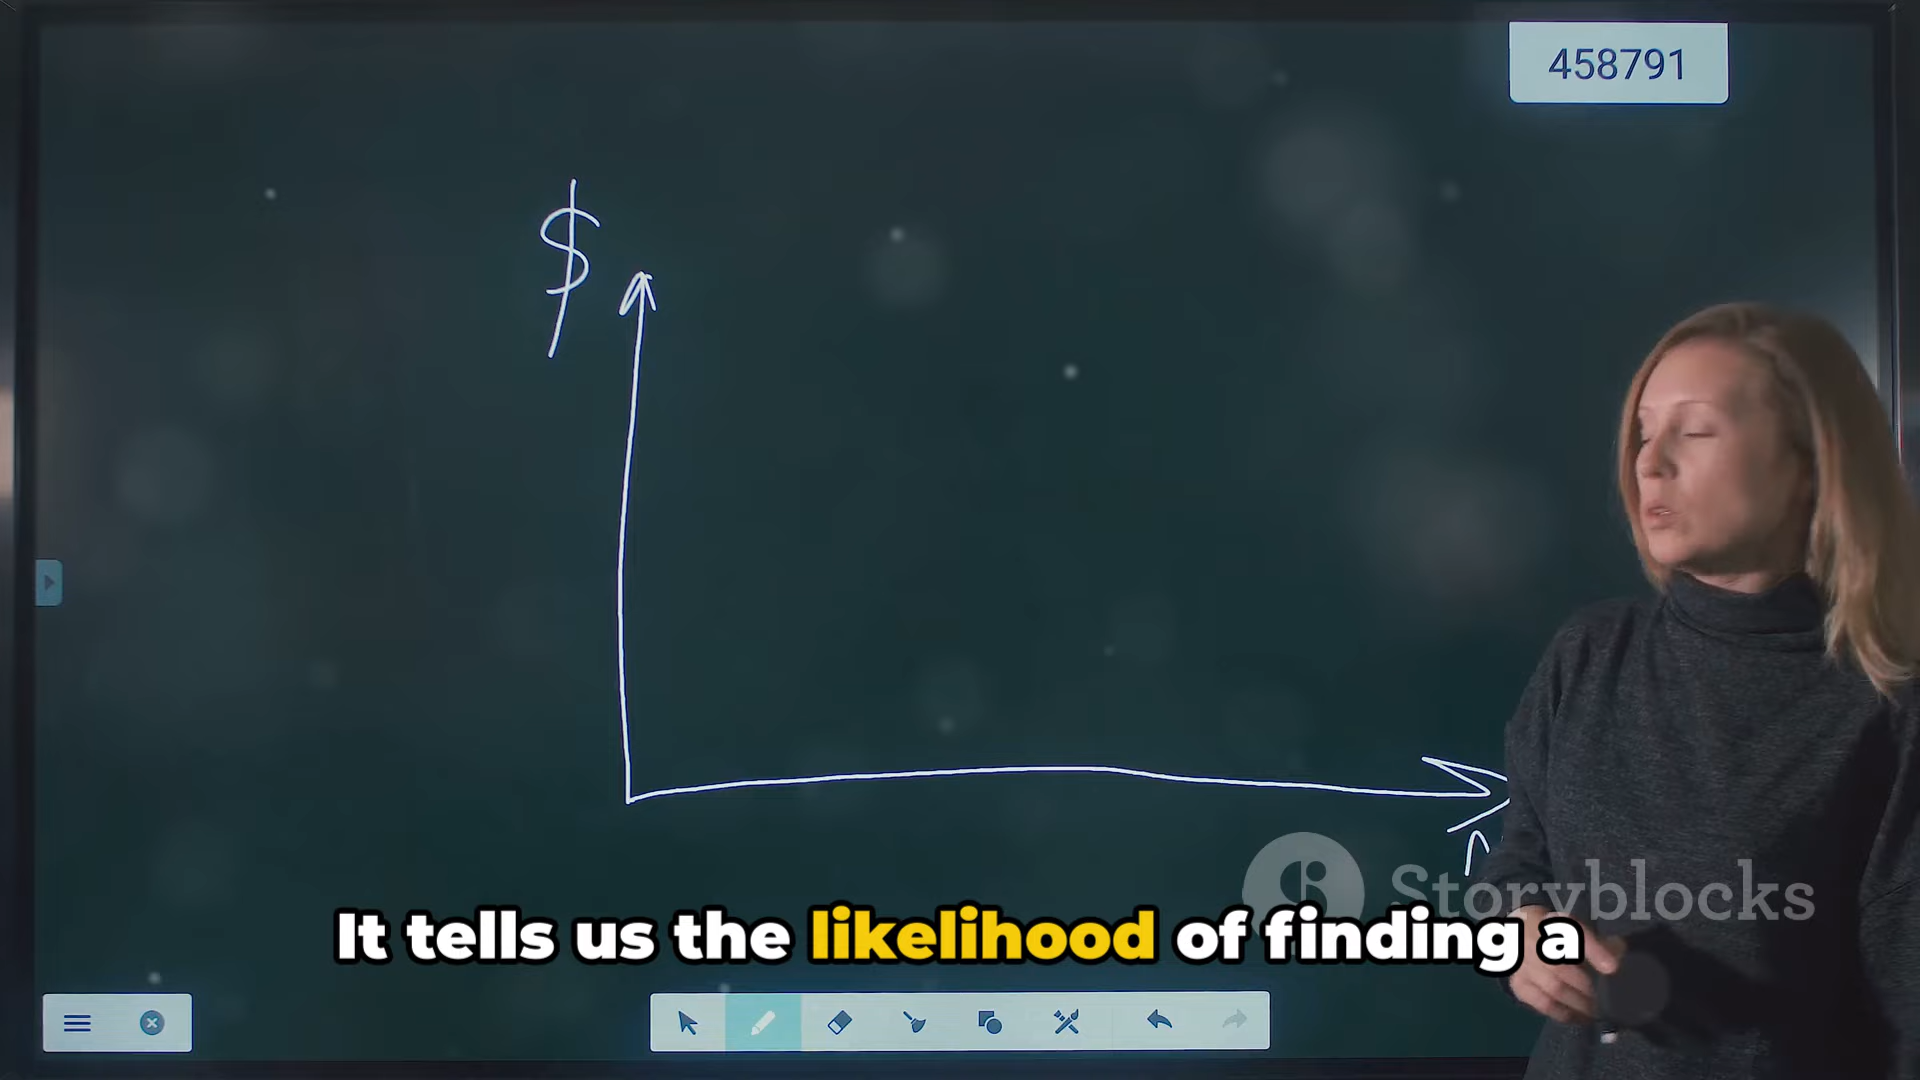 458791
$
Storyblocks
It tells us the likelihood of finding a